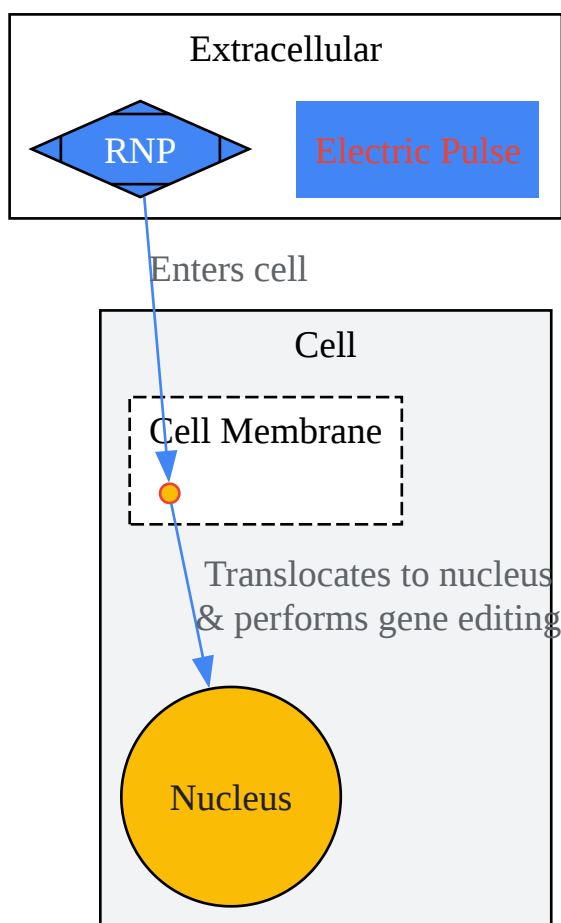 Extracellular
RNP
Electric Pulse
Enters cell
Cell
Cell Membrane
Translocates to nucleus
& performs gene editing
Nucleus